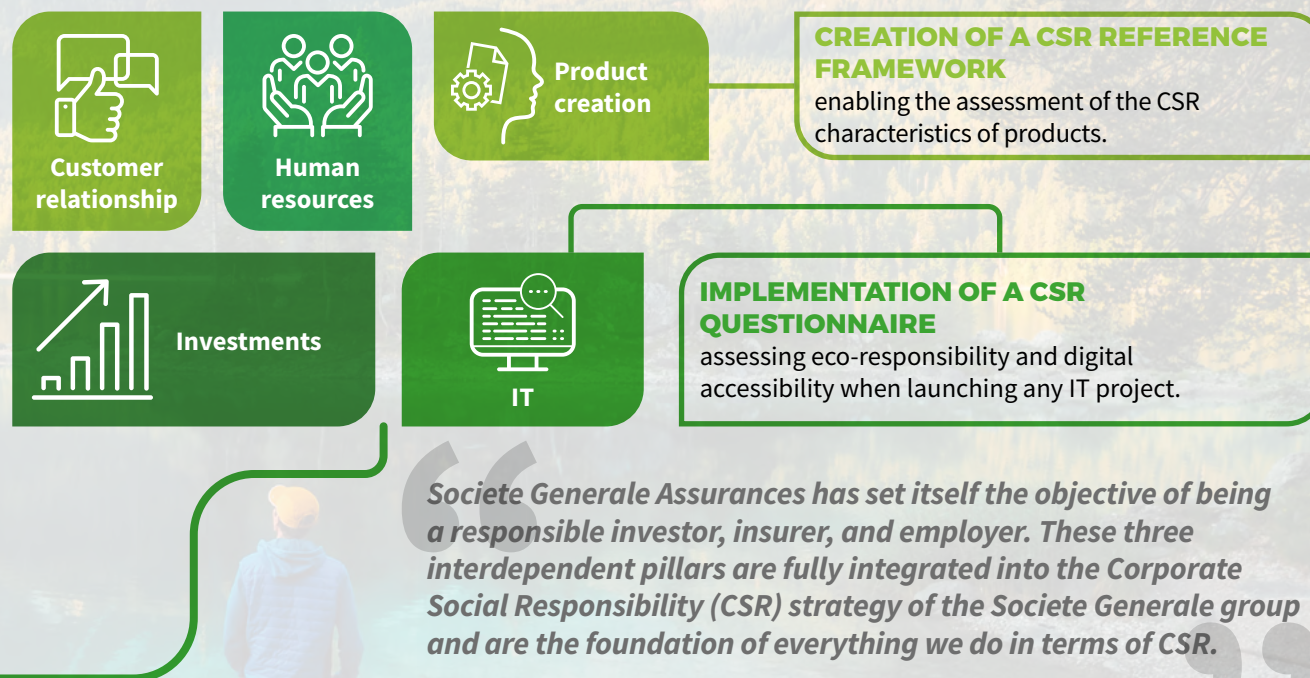 Customer
relationship
Human
resources
Product
creation
CREATION OF A CSR REFERENCE
FRAMEWORK
enabling the assessment of the CSR
characteristics of products.
Investments
IT
IMPLEMENTATION OF A CSR
QUESTIONNAIRE
assessing eco-responsibility and digital
accessibility when launching any IT project.
“
Societe Generale Assurances has set itself the objective of being
a responsible investor, insurer, and employer. These three
interdependent pillars are fully integrated into the Corporate
Social Responsibility (CSR) strategy of the Societe Generale group
and are the foundation of everything we do in terms of CSR.
”